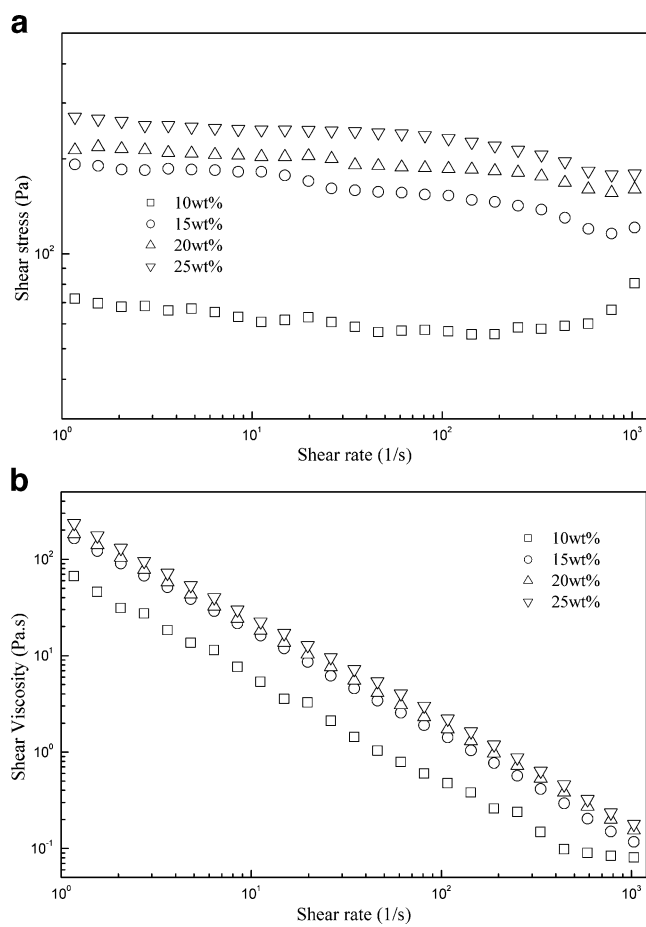 a
Shear stress (Pa)
10²
10wt%
15wt%
20wt%
25wt%
10⁰
10¹
10²
10³
Shear rate (1/s)
b
Shear Viscosity (Pa.s)
10²
10¹
10⁰
10⁻¹
10wt%
15wt%
20wt%
25wt%
10⁰
10¹
10²
10³
Shear rate (1/s)